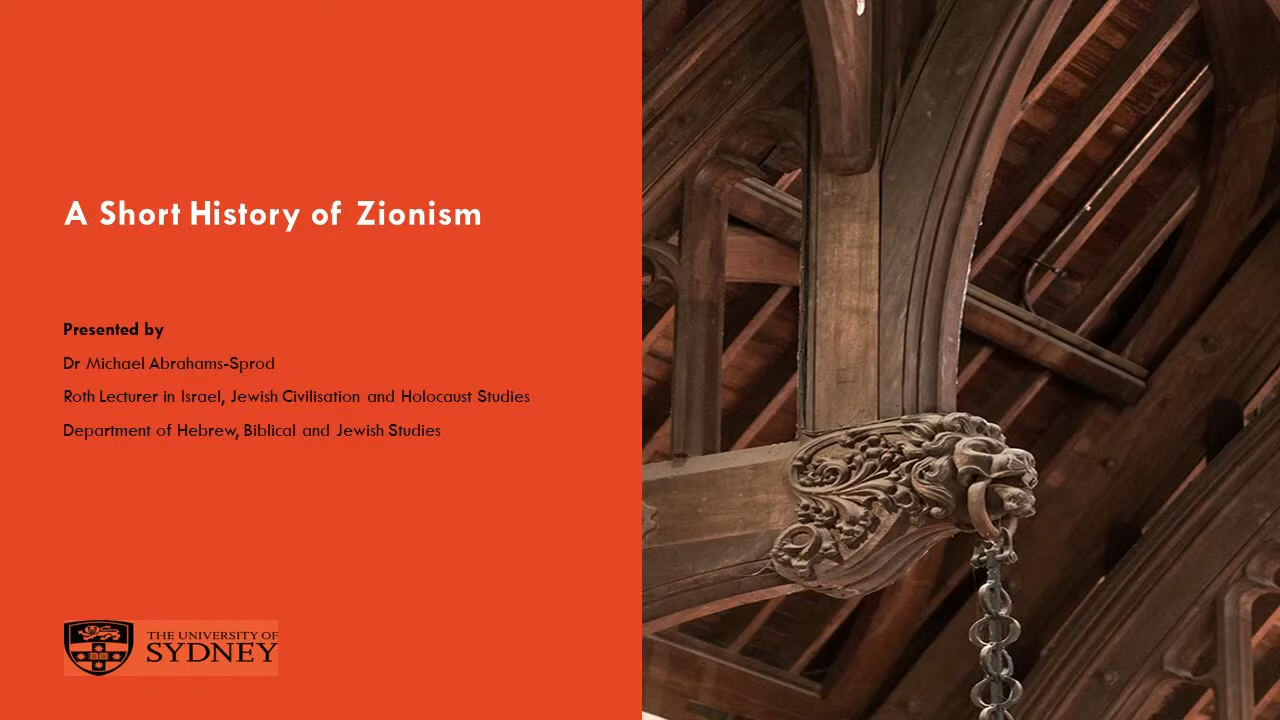 A Short History of Zionism
Presented by
Dr Michael Abrahams-Sprod
Roth Lecturer in Israel, Jewish Civilisation and Holocaust Studies
Department of Hebrew, Biblical and Jewish Studies
THE UNIVERSITY OF
SYDNEY